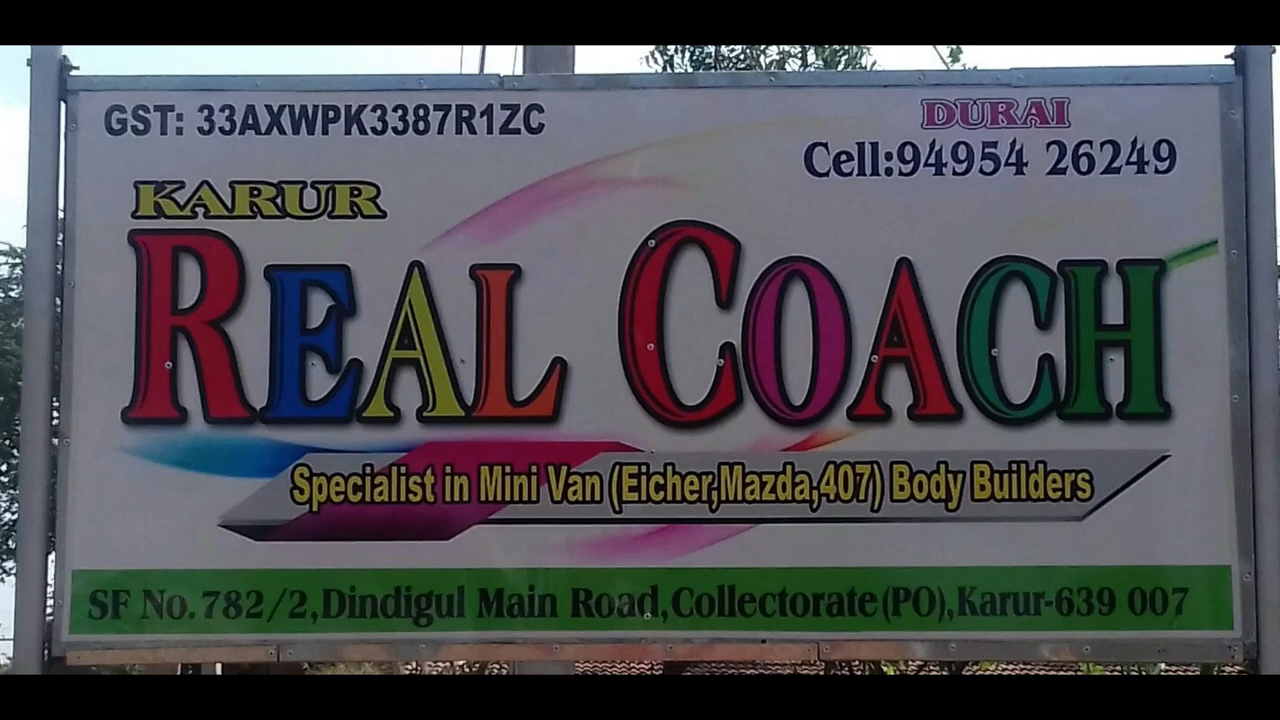 GST: 33AXWPK3387R1ZC
DURAI
Cell:94954 26249
KARUR
REAL COACH
Specialist in Mini Van (Eicher,Mazda,407) Body Builders
SF No.782/2,Dindigul Main Road,Collectorate(PO),Karur-639 007